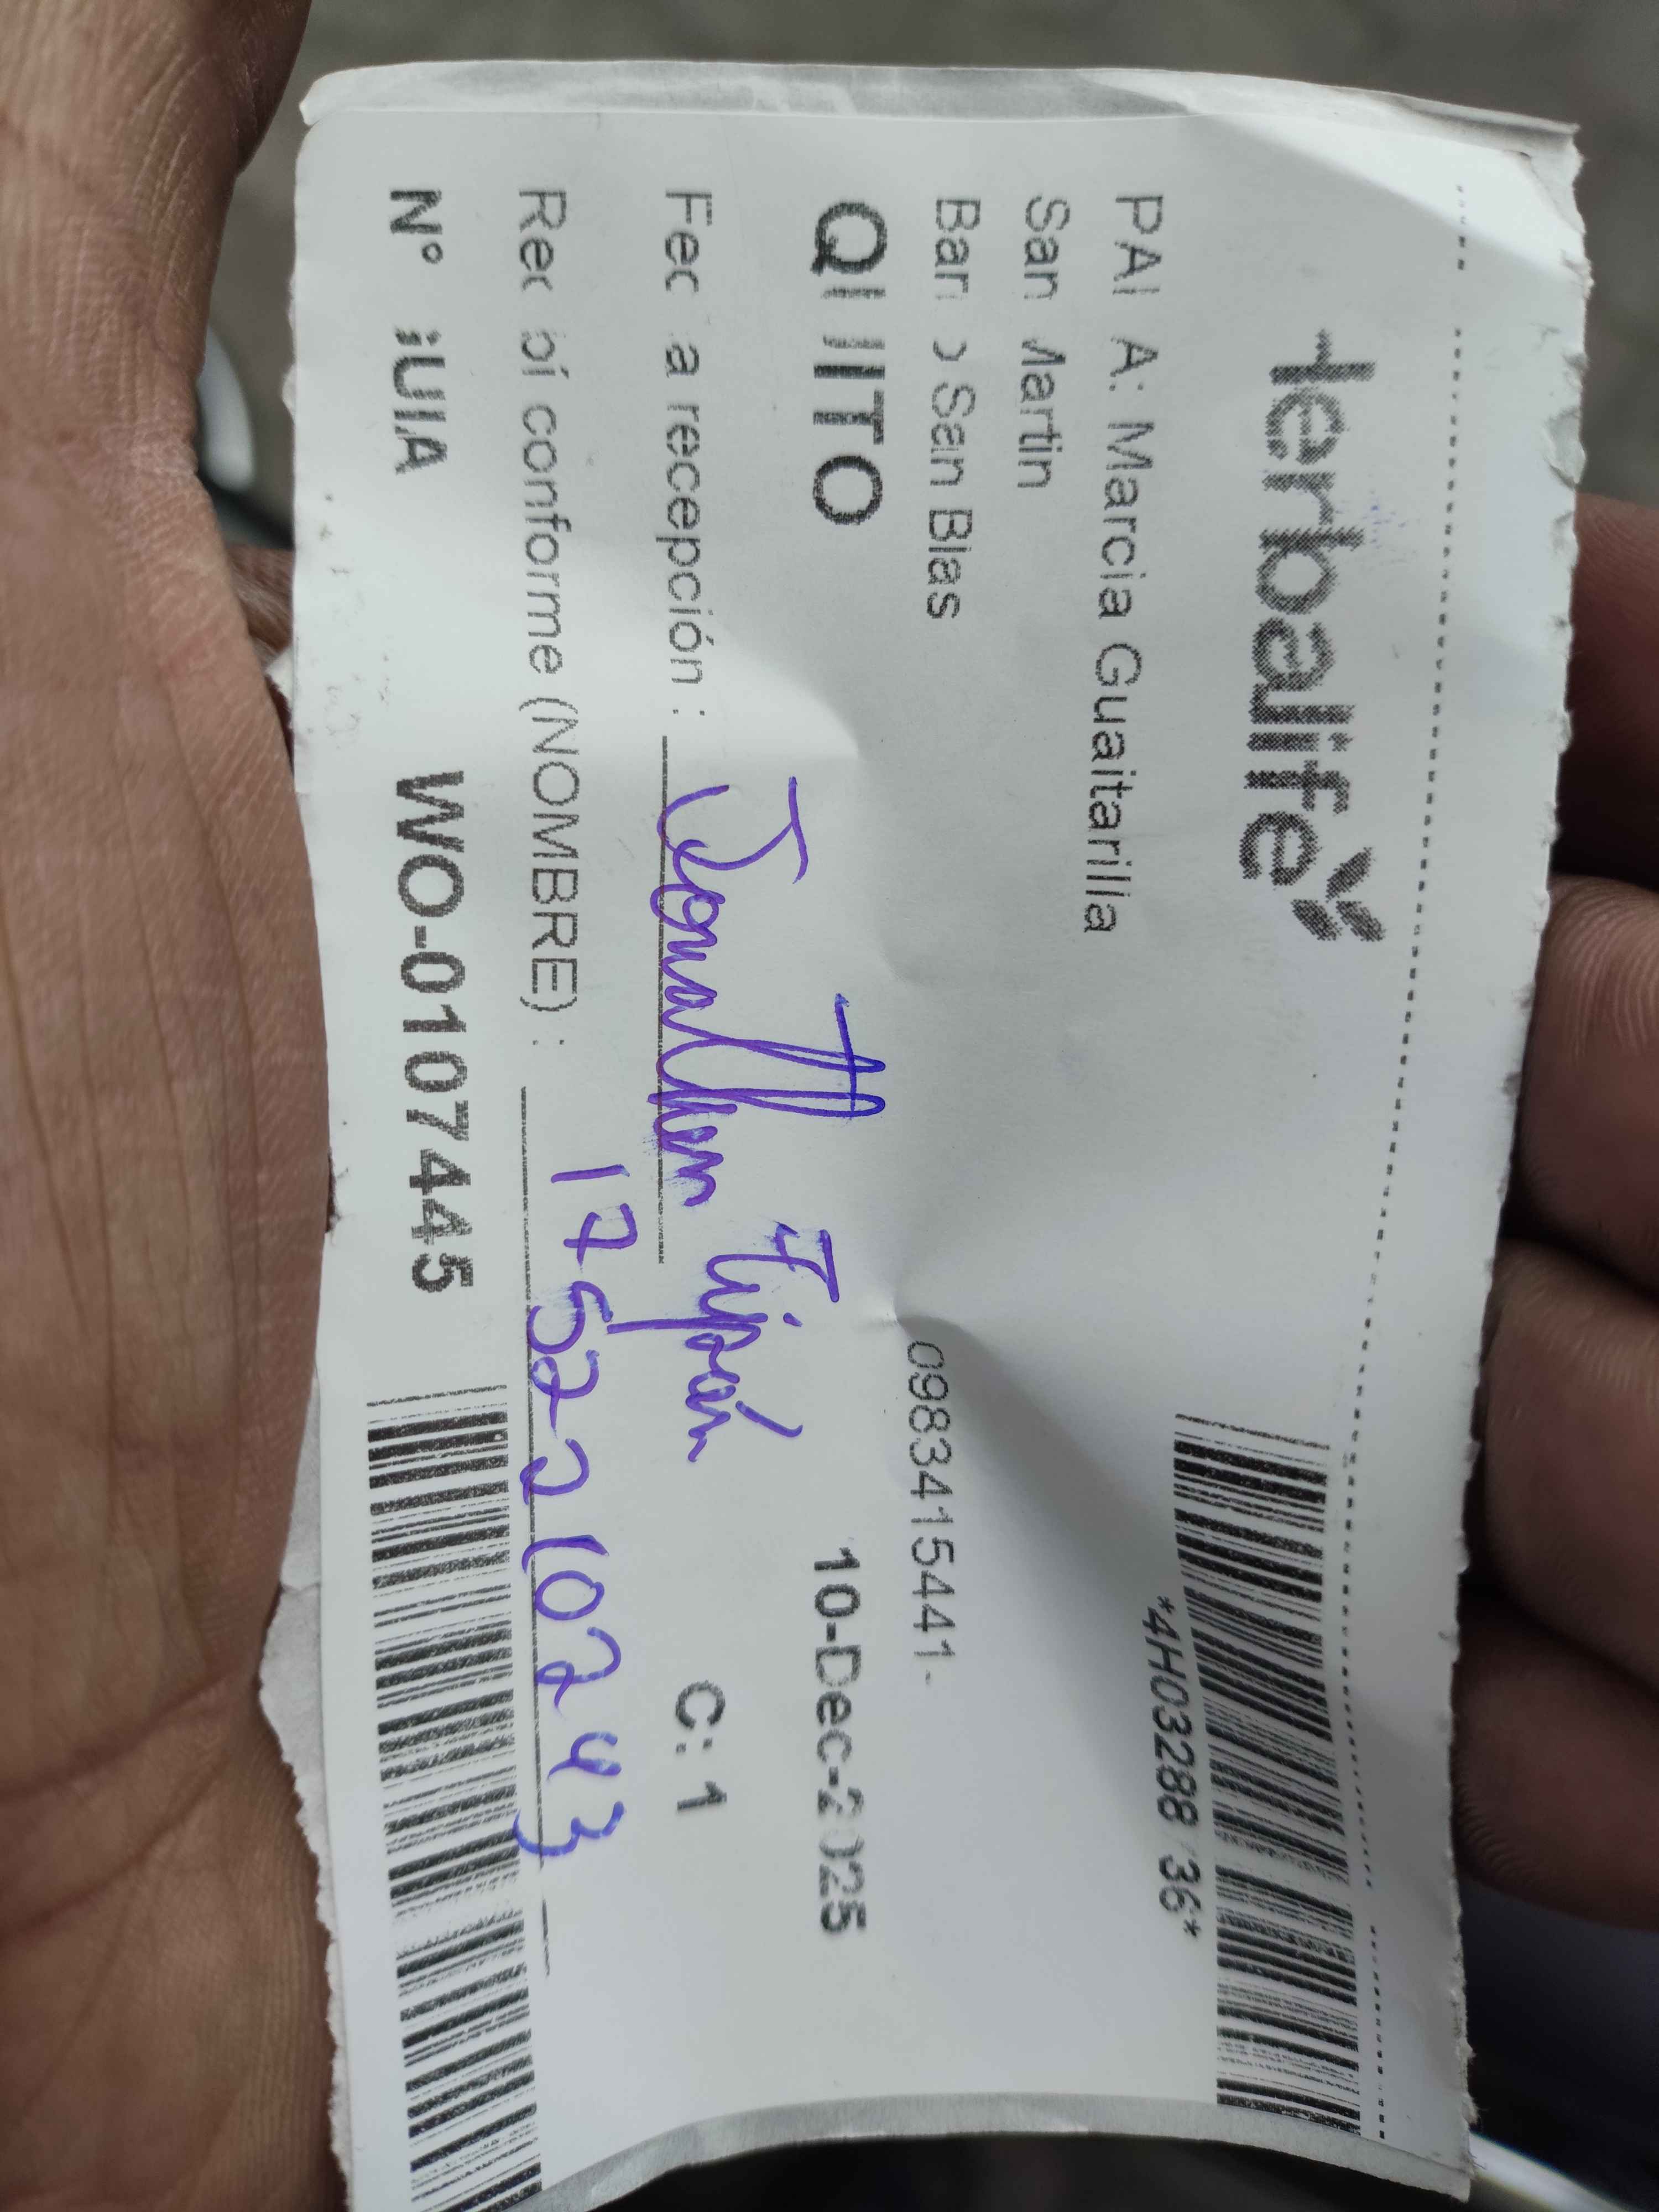 Herbalife
*4H03288 36*
PARA: Marcia Guaitarilla
San Martin
Barrio San Blas 0983415441-
QUITO 10-Dec-2025
Fecha recepción : Jonathan Tipán C: 1
Recibí conforme (NOMBRE) : 1752210243
N° GUIA WO-0107445